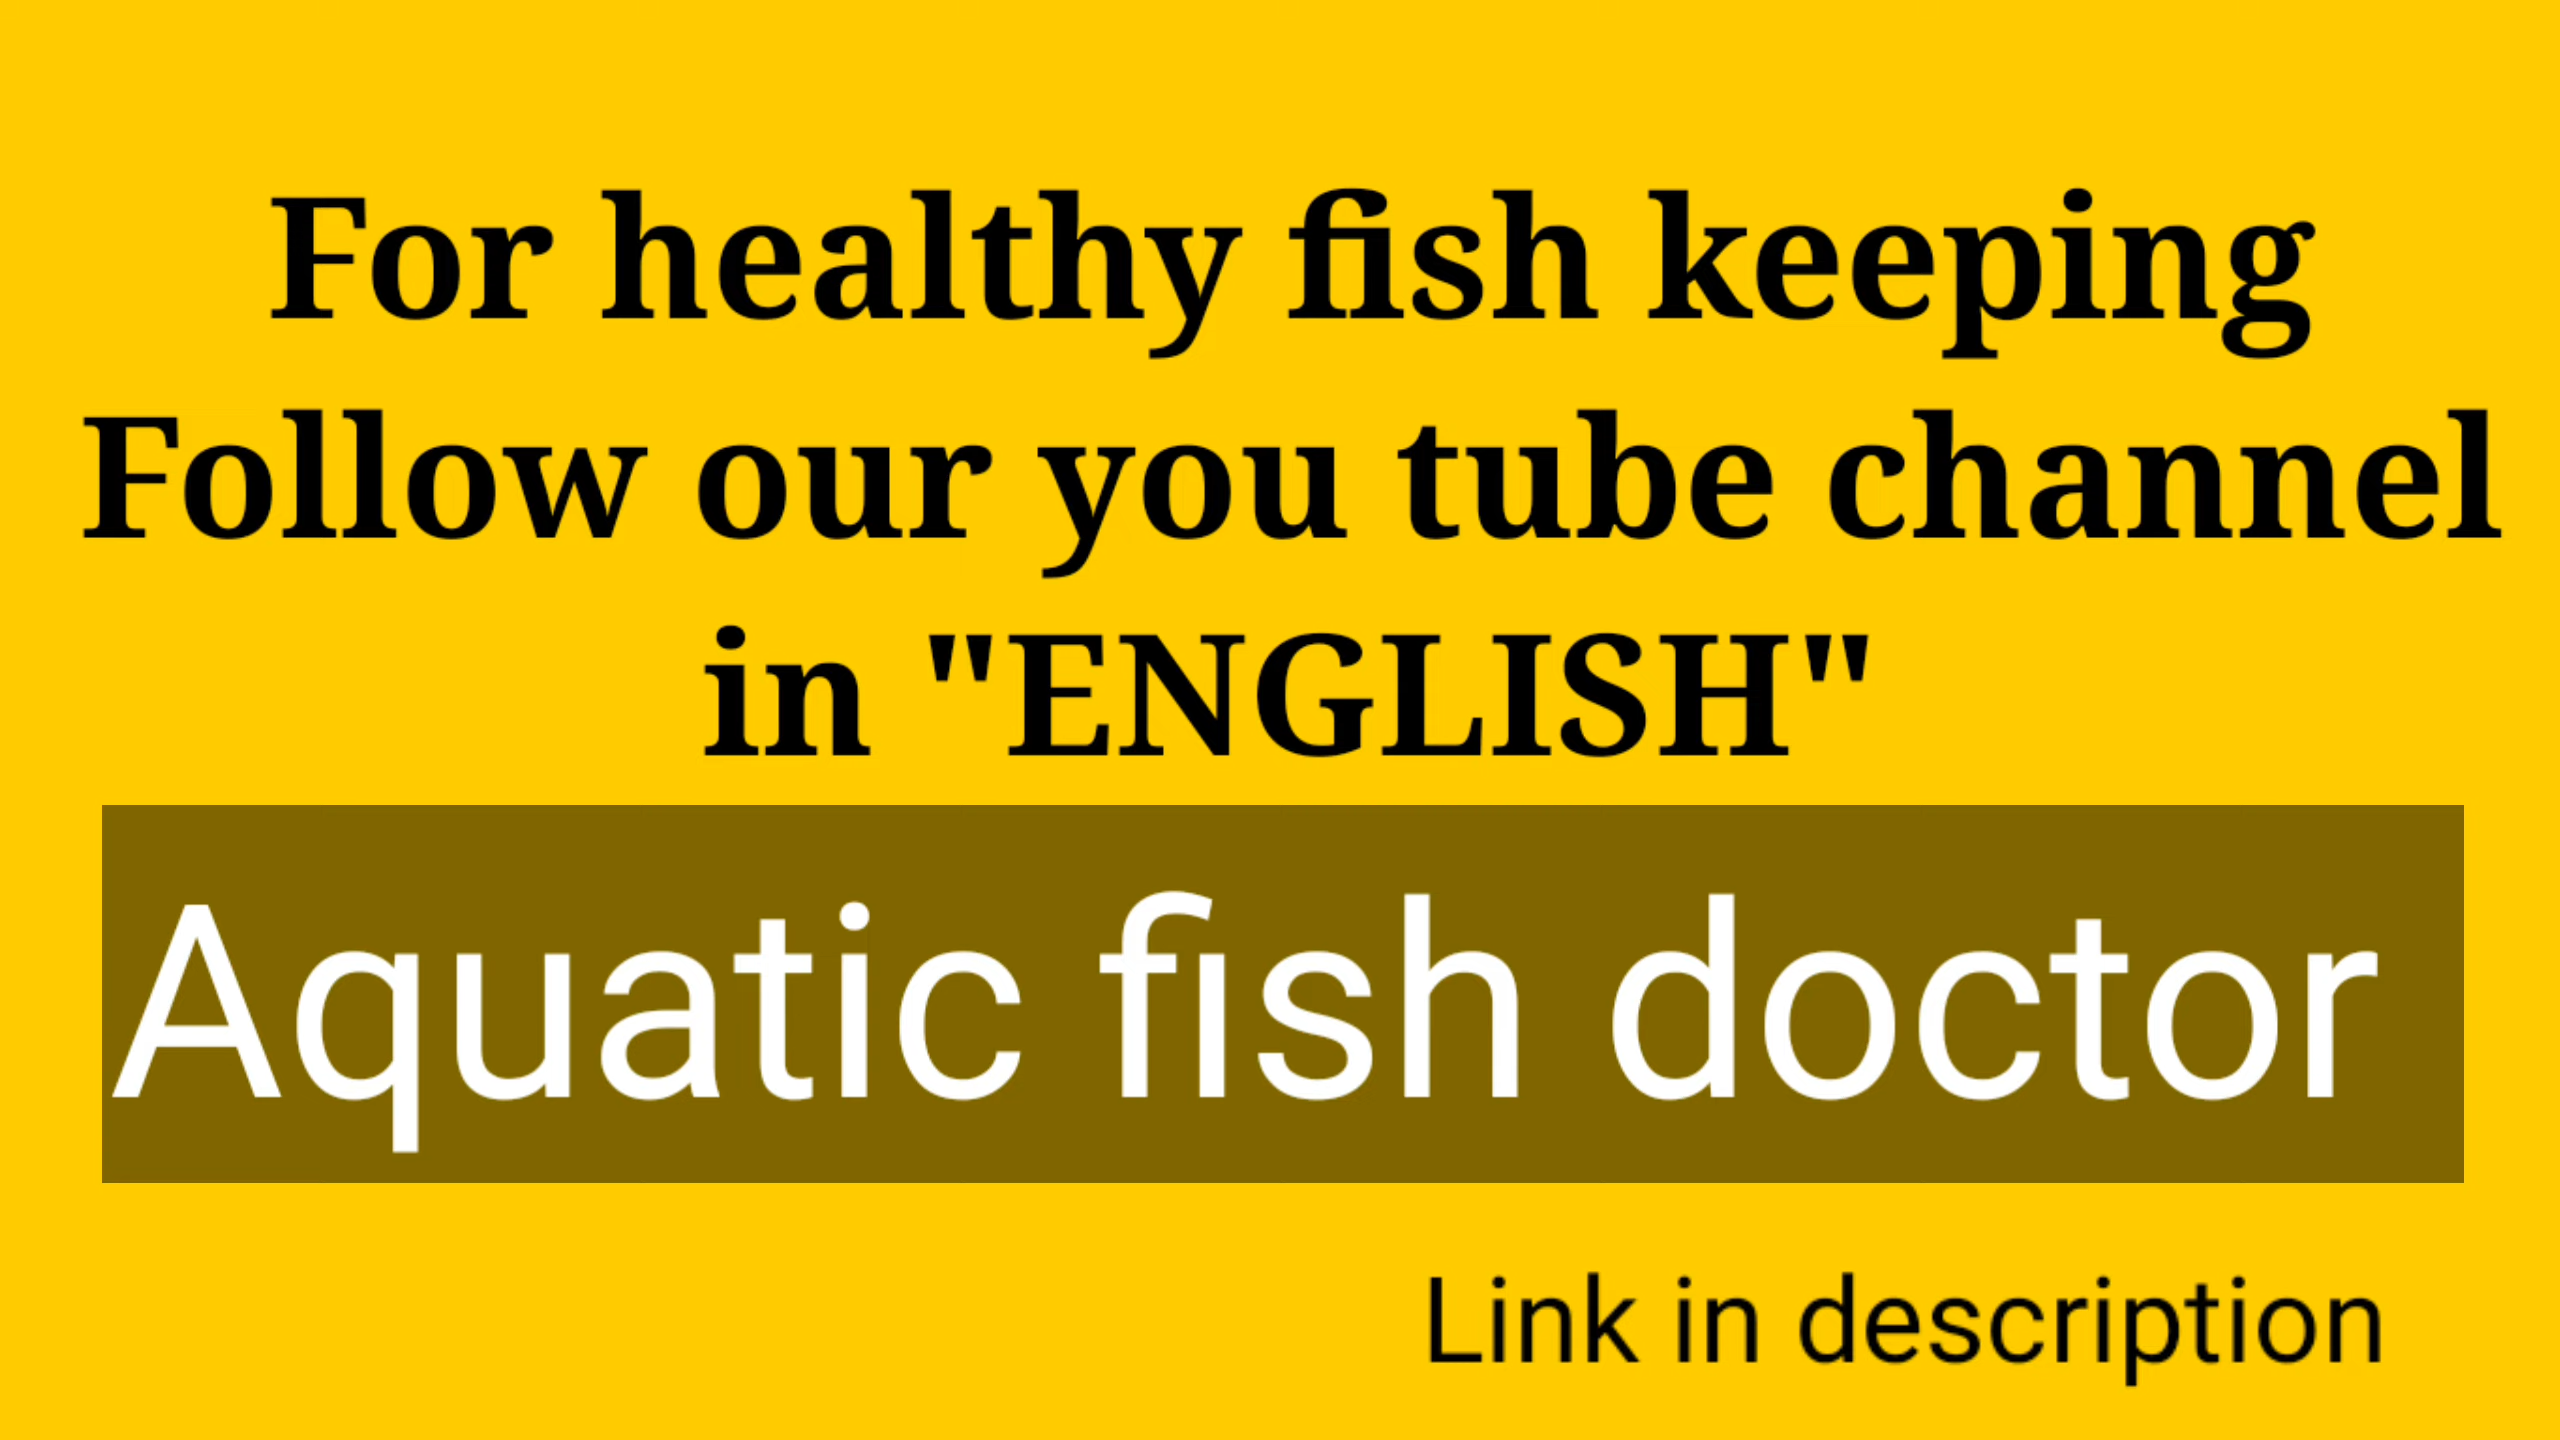 For healthy fish keeping
Follow our you tube channel
in "ENGLISH"
Aquatic fish doctor
Link in description